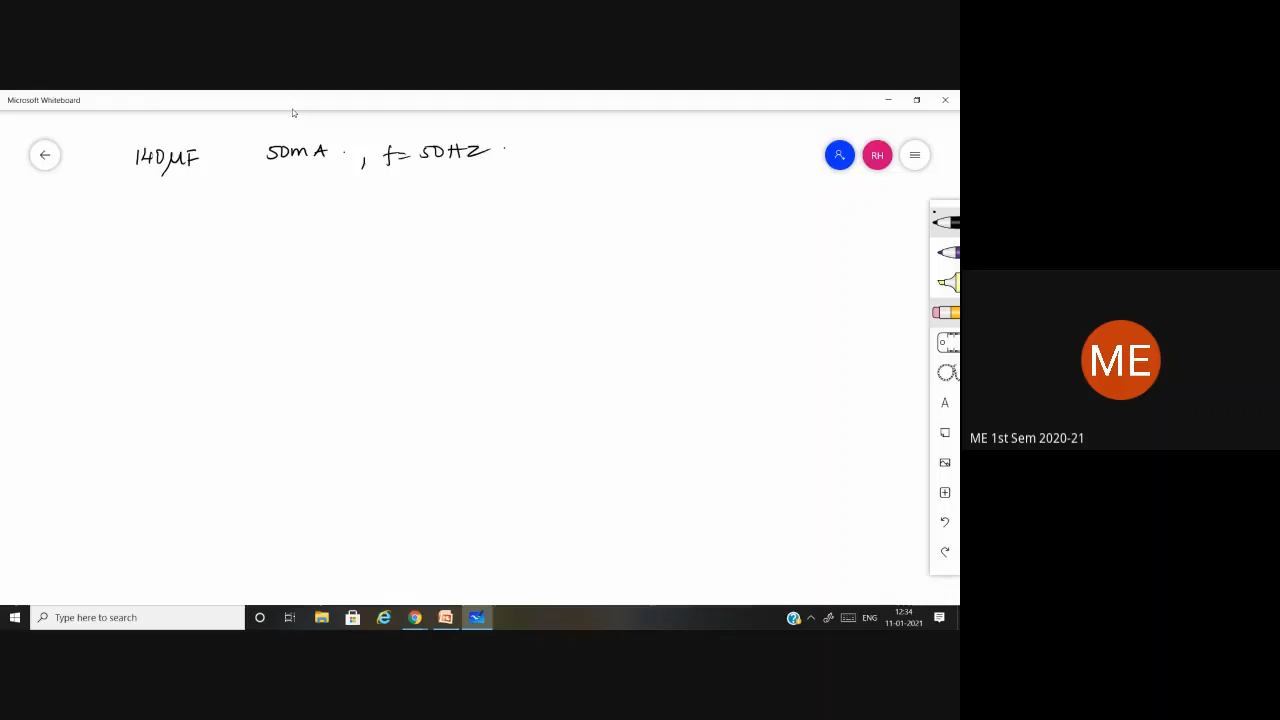 Microsoft Whiteboard
140µF 50mA , f= 50HZ
RH
ME
ME 1st Sem 2020-21
A
Type here to search
ENG
12:34
11-01-2021